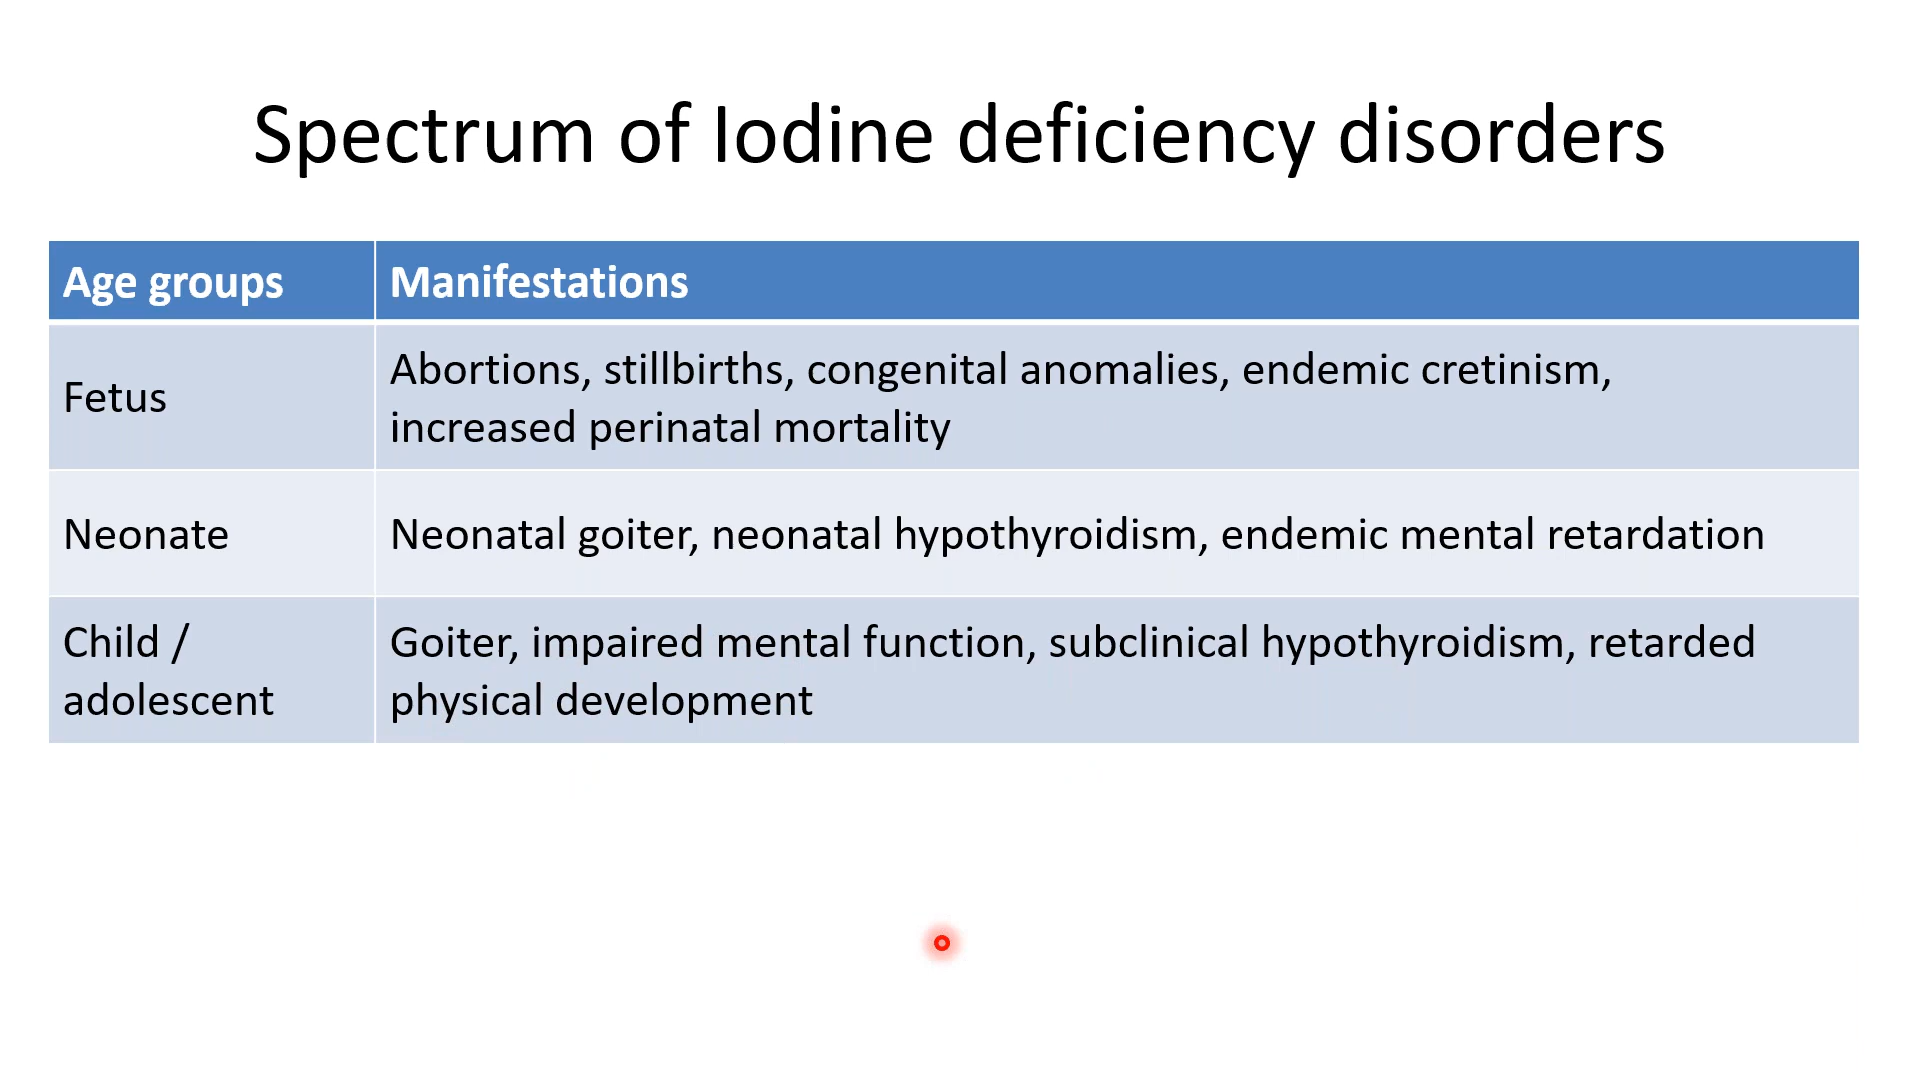 Spectrum of Iodine deficiency disorders
Age groups
Manifestations
Fetus
Abortions, stillbirths, congenital anomalies, endemic cretinism,
increased perinatal mortality
Neonate
Neonatal goiter, neonatal hypothyroidism, endemic mental retardation
Child /
adolescent
Goiter, impaired mental function, subclinical hypothyroidism, retarded
physical development